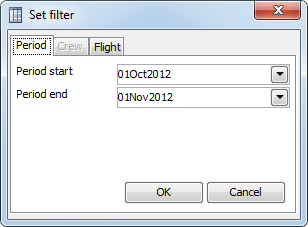 Set filter
Period Crew Flight
Period start 01Oct2012
Period end 01Nov2012
OK Cancel